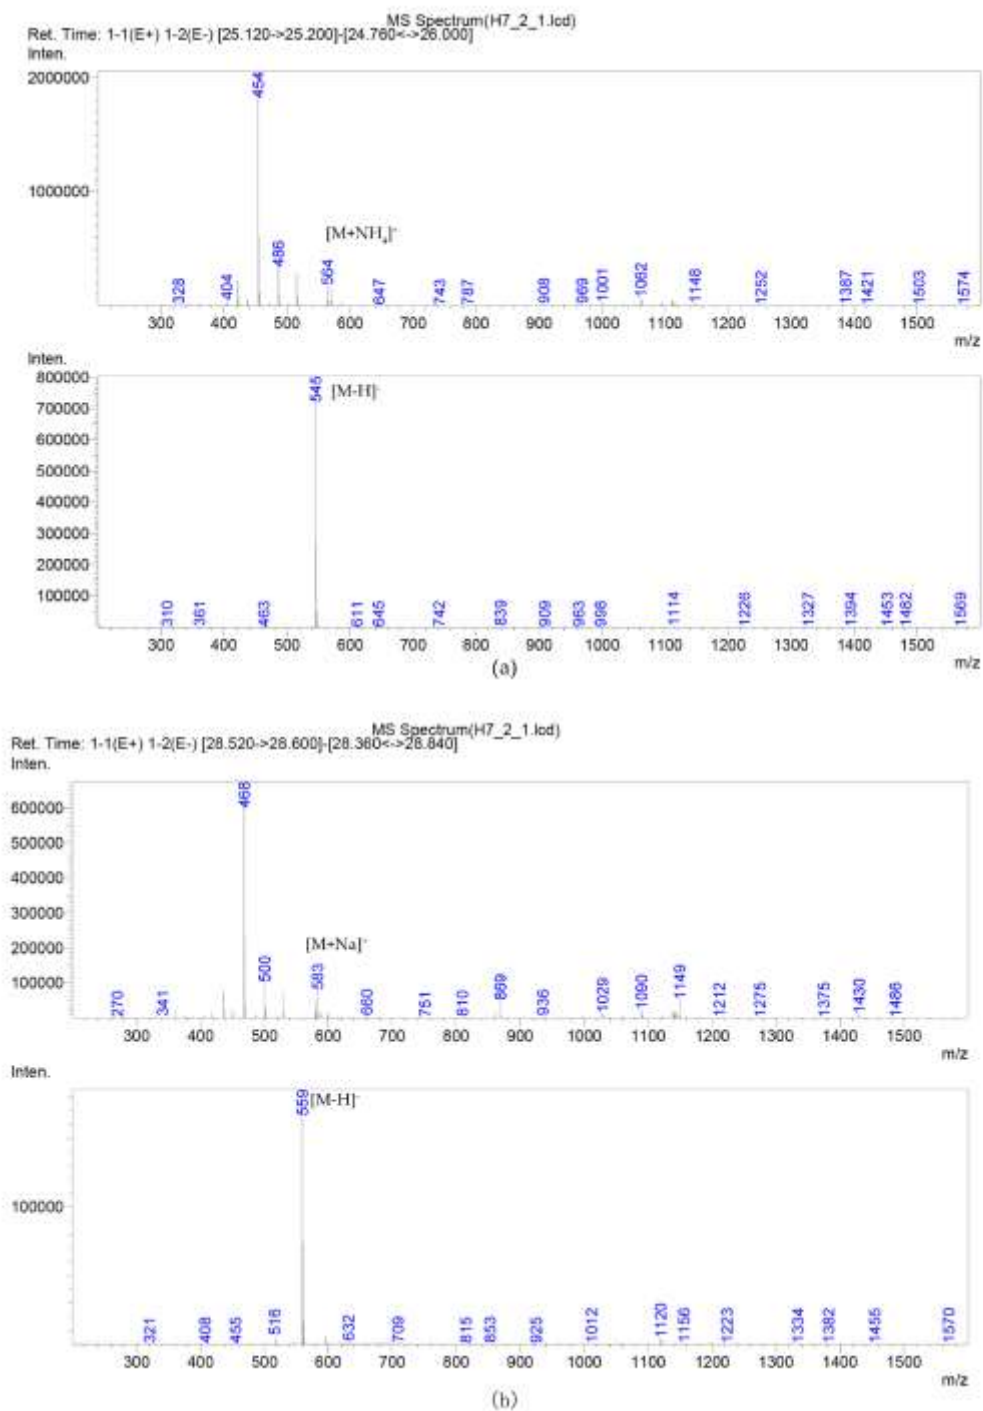 MS Spectrum(H7_2_1.lcd)
Ret. Time: 1-1(E+) 1-2(E-) [25.120->25.200]-[24.760<->26.000]
Inten.
2000000
1000000
454
[M+NH4]+
328 404 486 564 647 743 787 908 969 1001 1062 1148 1252 1387 1421 1503 1574
300 400 500 600 700 800 900 1000 1100 1200 1300 1400 1500
m/z
Inten.
800000
700000
600000
500000
400000
300000
200000
100000
545 [M-H]-
310 361 463 611 645 742 839 909 963 998 1114 1226 1327 1394 1453 1482 1569
300 400 500 600 700 800 900 1000 1100 1200 1300 1400 1500
m/z
(a)
MS Spectrum(H7_2_1.lcd)
Ret. Time: 1-1(E+) 1-2(E-) [28.520->28.600]-[28.360<->28.840]
Inten.
600000
500000
400000
300000
200000
100000
468
[M+Na]+
270 341 500 583 660 751 810 869 936 1029 1090 1149 1212 1275 1375 1430 1486
300 400 500 600 700 800 900 1000 1100 1200 1300 1400 1500
m/z
Inten.
100000
559 [M-H]-
321 408 455 516 632 709 815 853 925 1012 1120 1156 1223 1334 1382 1455 1570
300 400 500 600 700 800 900 1000 1100 1200 1300 1400 1500
m/z
(b)